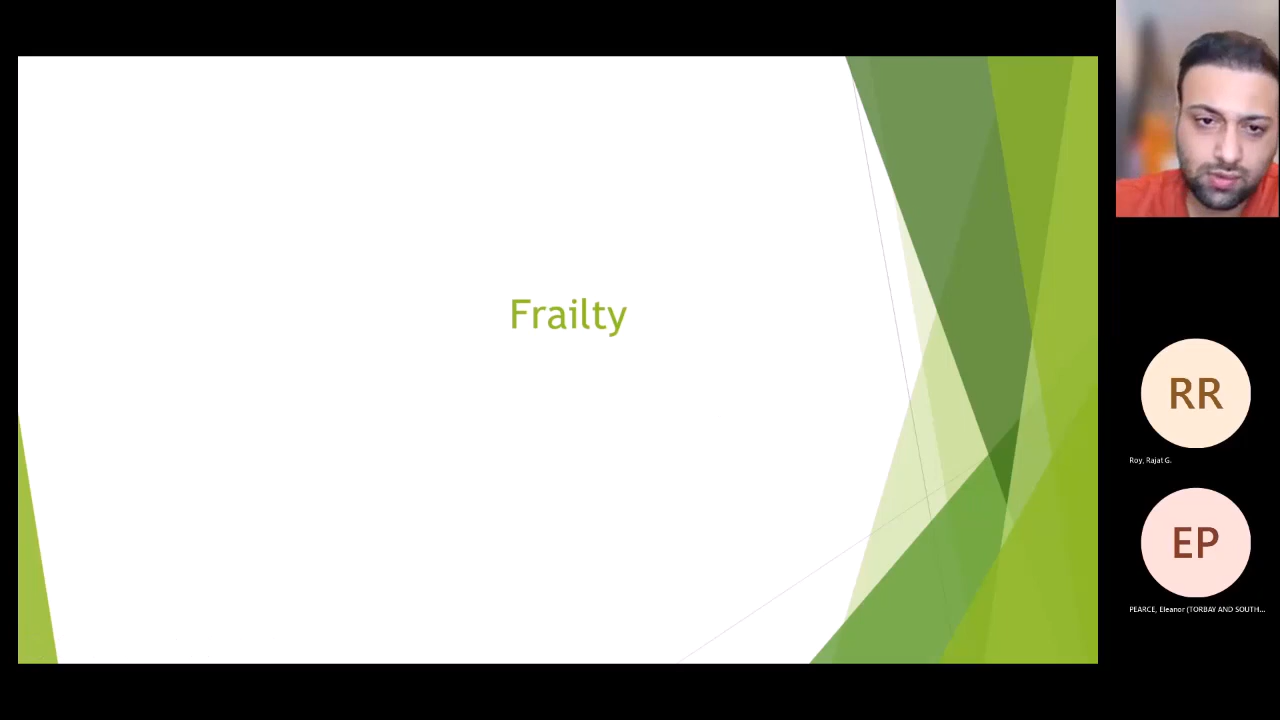 Frailty
RR
Roy, Rajat G.
EP
PEARCE, Eleanor (TORBAY AND SOUTH...